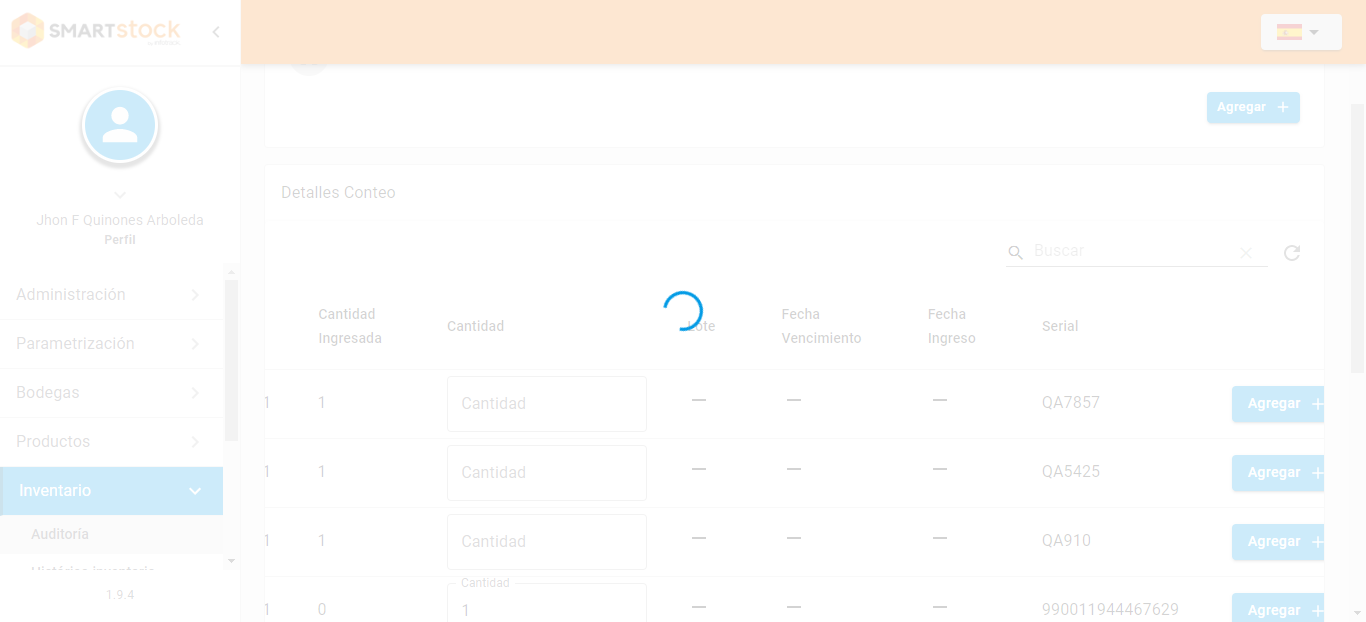 SMARTstock
Agregar +
Detalles Conteo
Jhon F Quinones Arboleda
Perfil
Buscar
Administración
Parametrización
Bodegas
Productos
Inventario
Auditoría
Histórico inventario
1.9.4
Cantidad Ingresada Cantidad Lote Fecha Vencimiento Fecha Ingreso Serial
1 1 Cantidad — — — QA7857 Agregar +
1 1 Cantidad — — — QA5425 Agregar +
1 1 Cantidad — — — QA910 Agregar +
Cantidad
1 0 1 — — — 990011944467629 Agregar +